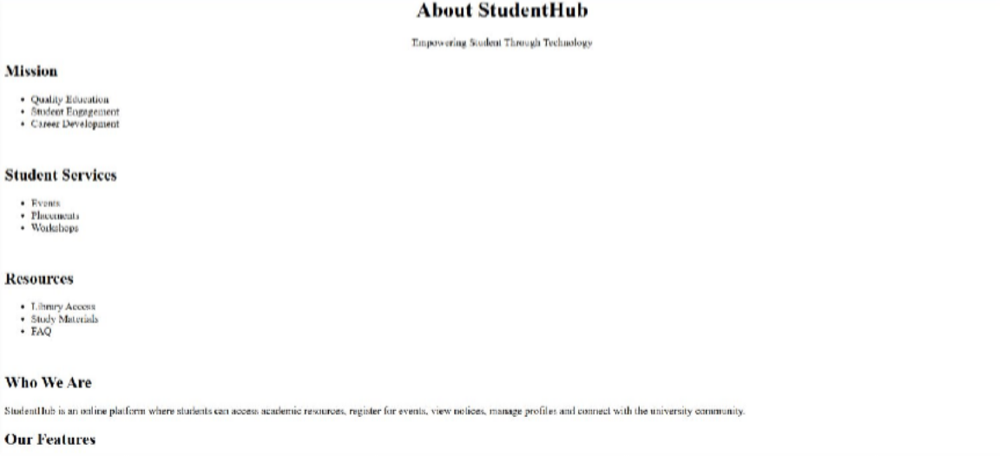 About StudentHub
Empowering Student Through Technology
Mission
Quality Education
Student Engagement
Career Development
Student Services
Events
Placements
Workshops
Resources
Library Access
Study Materials
FAQ
Who We Are
StudentHub is an online platform where students can access academic resources, register for events, view notices, manage profiles and connect with the university community.
Our Features